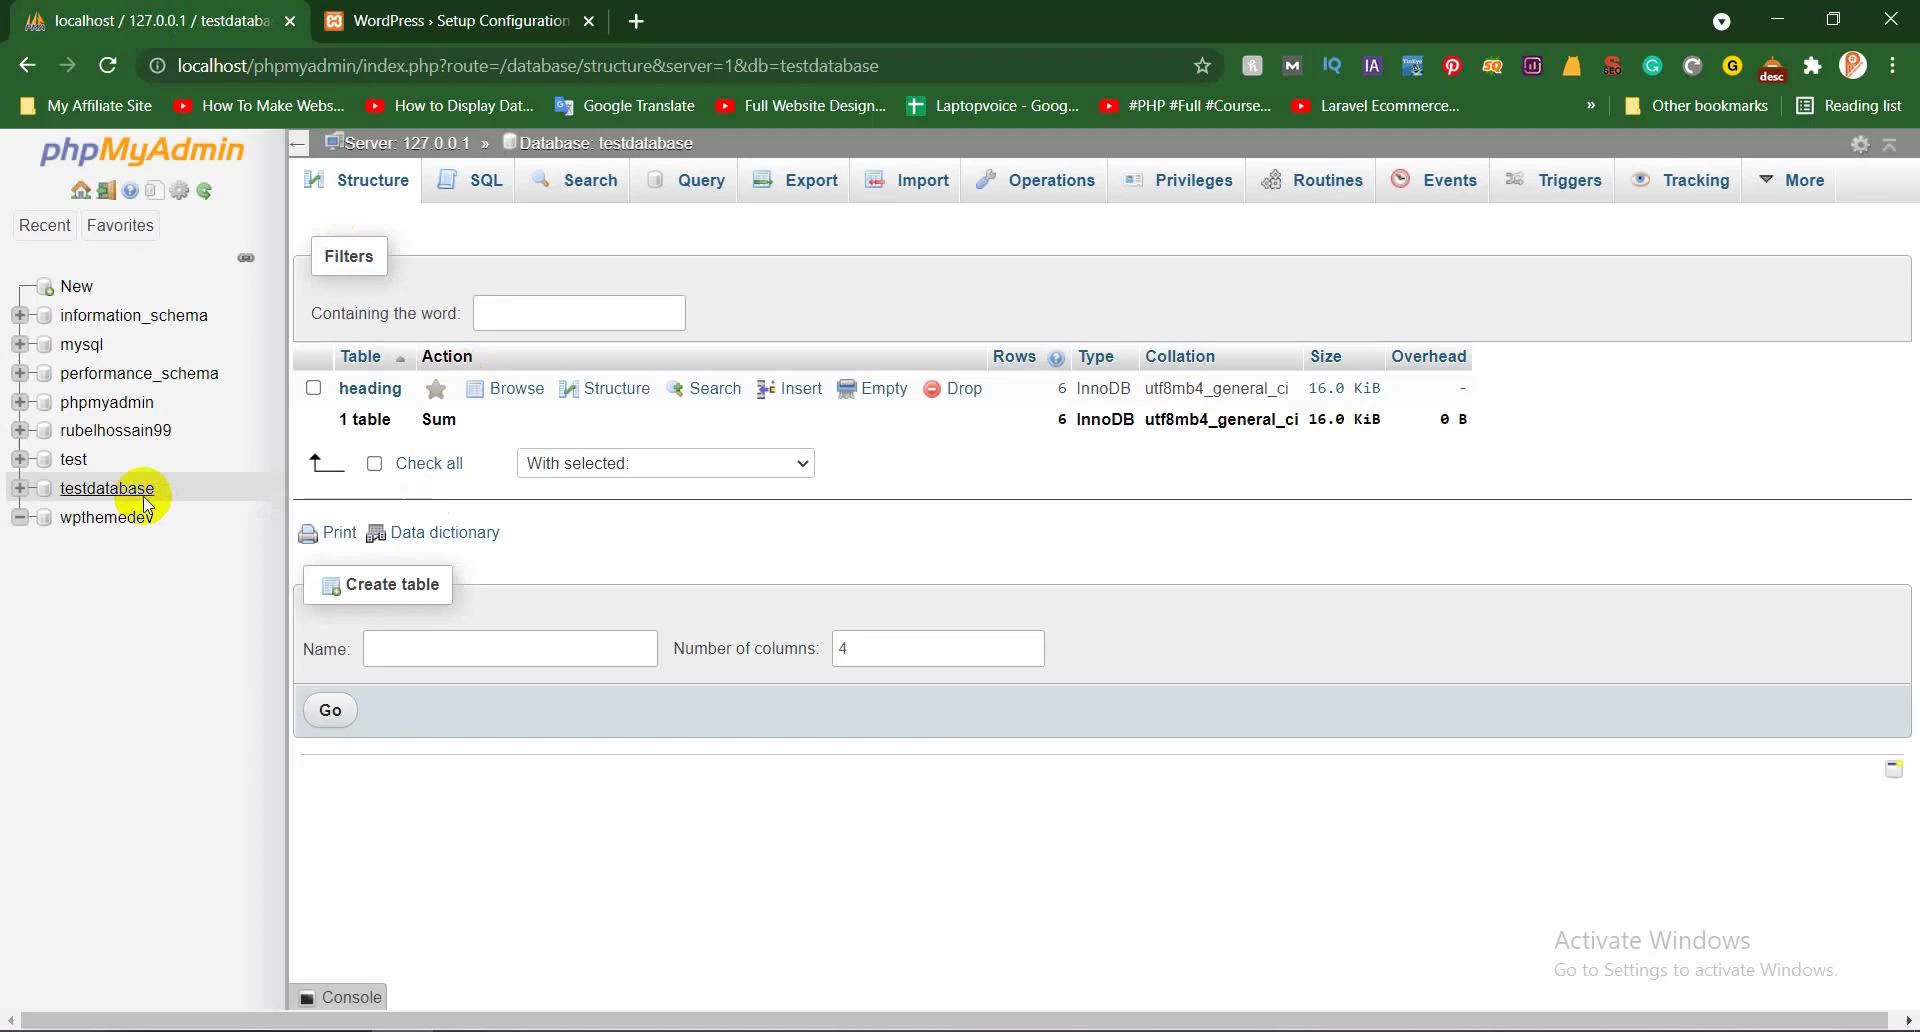 localhost / 127.0.0.1 / testdataba
WordPress › Setup Configuration
localhost/phpmyadmin/index.php?route=/database/structure&server=1&db=testdatabase
My Affiliate Site
How To Make Webs...
How to Display Dat...
Google Translate
Full Website Design...
Laptopvoice - Goog...
#PHP #Full #Course...
Laravel Ecommerce...
»
Other bookmarks
Reading list
phpMyAdmin
Recent
Favorites
New
information_schema
mysql
performance_schema
phpmyadmin
rubelhossain99
test
testdatabase
wpthemedev
Server: 127.0.0.1 » Database: testdatabase
Structure SQL Search Query Export Import Operations Privileges Routines Events Triggers Tracking More
Filters
Containing the word:
Table Action Rows Type Collation Size Overhead
heading Browse Structure Search Insert Empty Drop 6 InnoDB utf8mb4_general_ci 16.0 KiB -
1 table Sum 6 InnoDB utf8mb4_general_ci 16.0 KiB 0 B
Check all With selected:
Print Data dictionary
Create table
Name: Number of columns: 4
Go
Activate Windows
Go to Settings to activate Windows.
Console